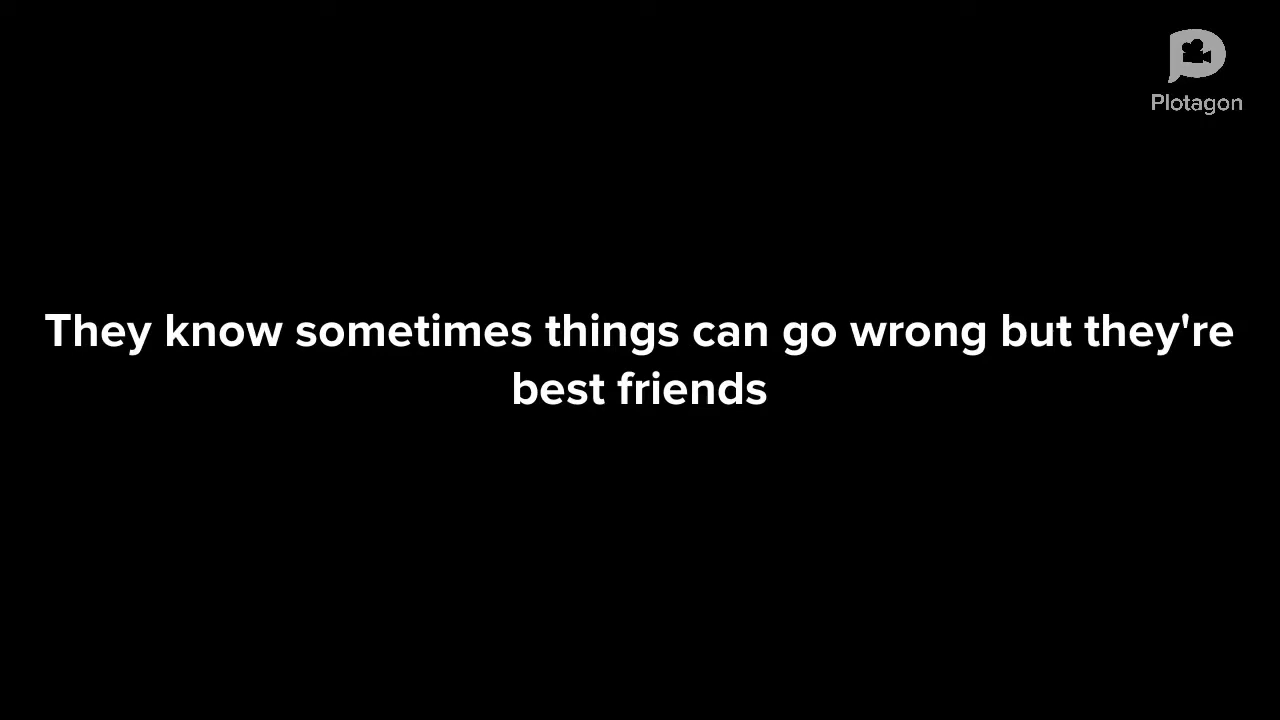 Plotagon
They know sometimes things can go wrong but they're
best friends